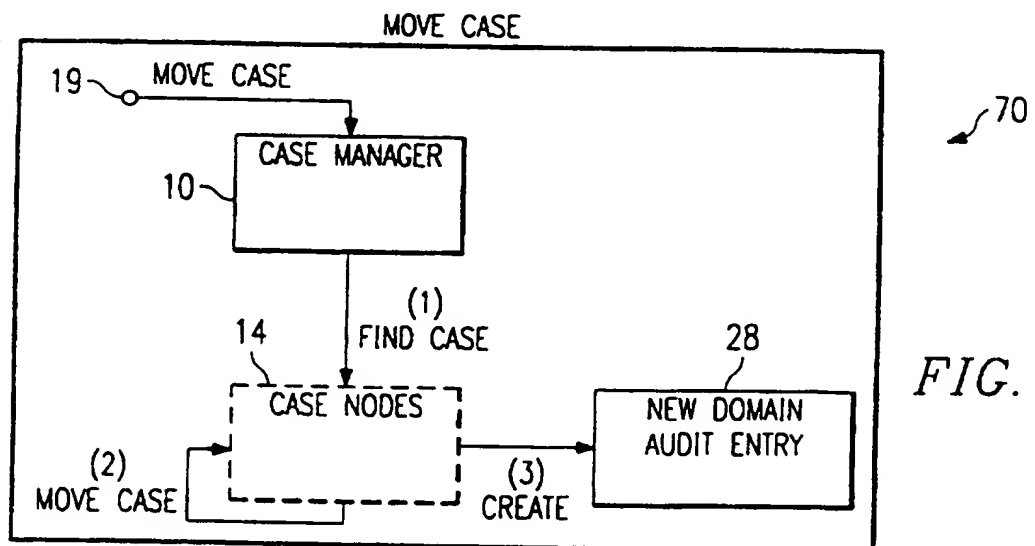 MOVE CASE
19
MOVE CASE
70
CASE MANAGER
10
(1)
FIND CASE
14
28
CASE NODES
NEW DOMAIN
AUDIT ENTRY
FIG.
(2)
MOVE CASE
(3)
CREATE